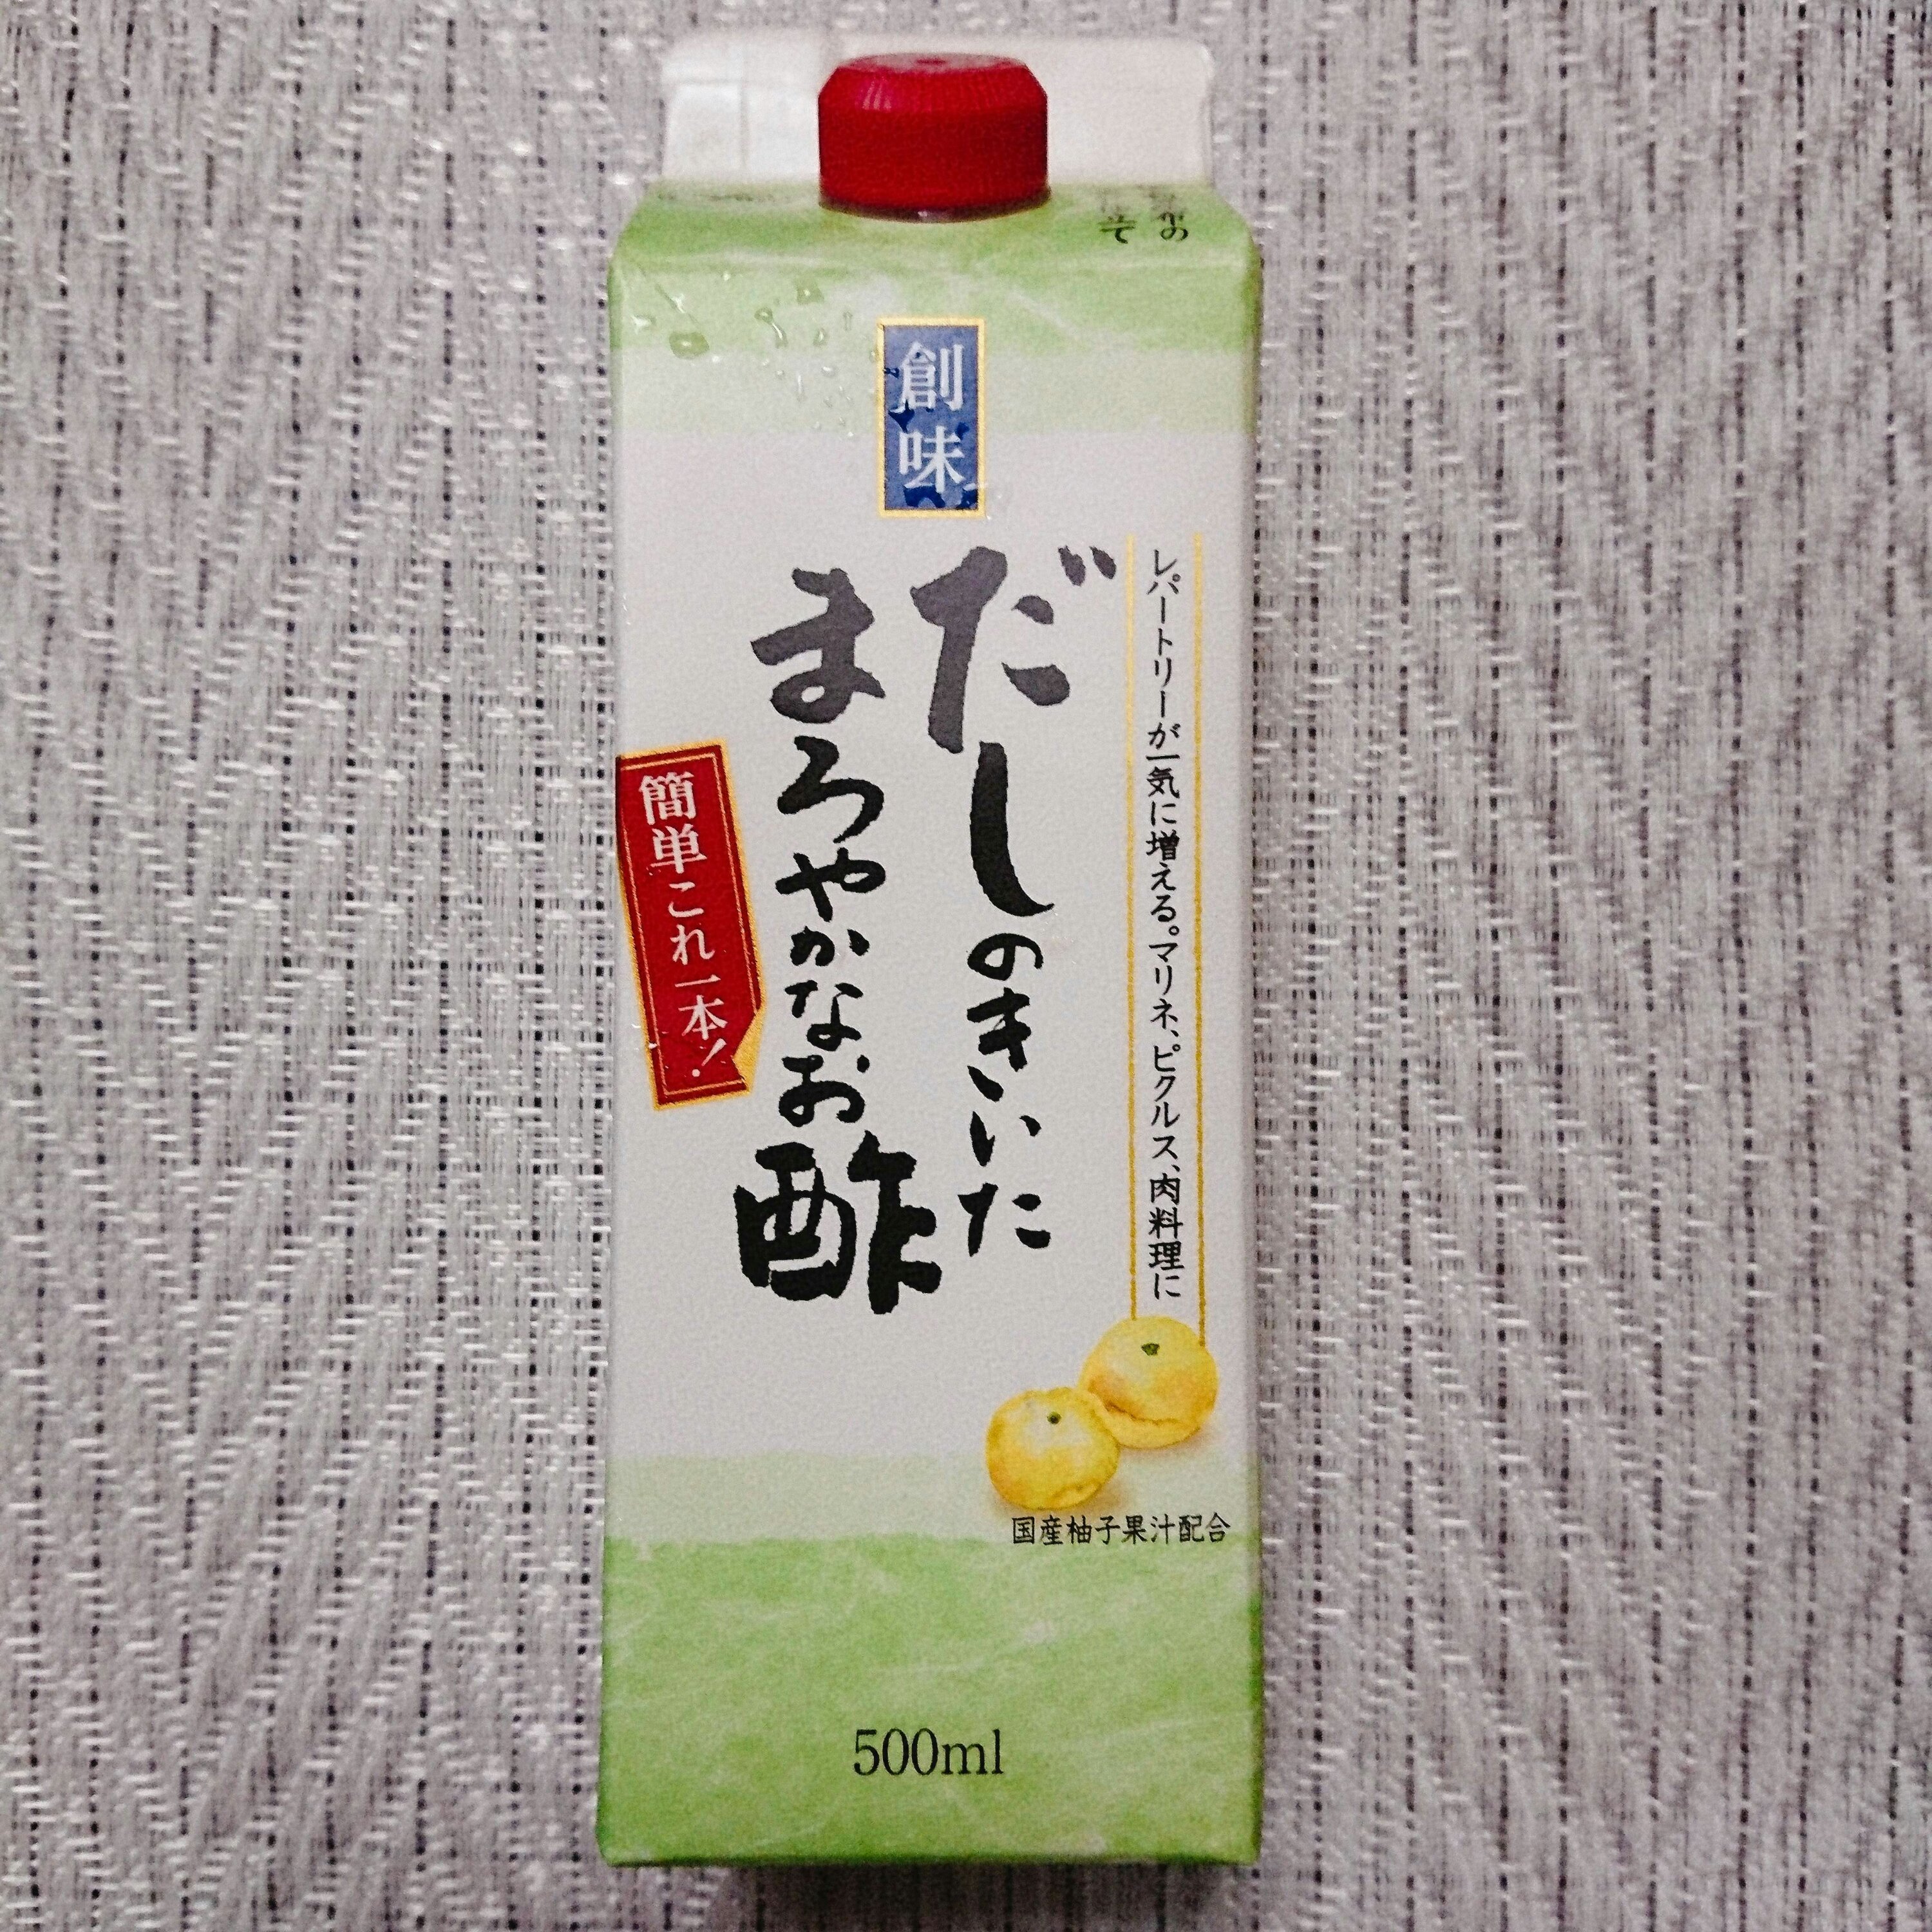 創味
レパートリーが一気に増える。マリネ、ピクルス、肉料理に
だしのきいた
まろやかなお酢
簡単これ一本!
国産柚子果汁配合
500ml